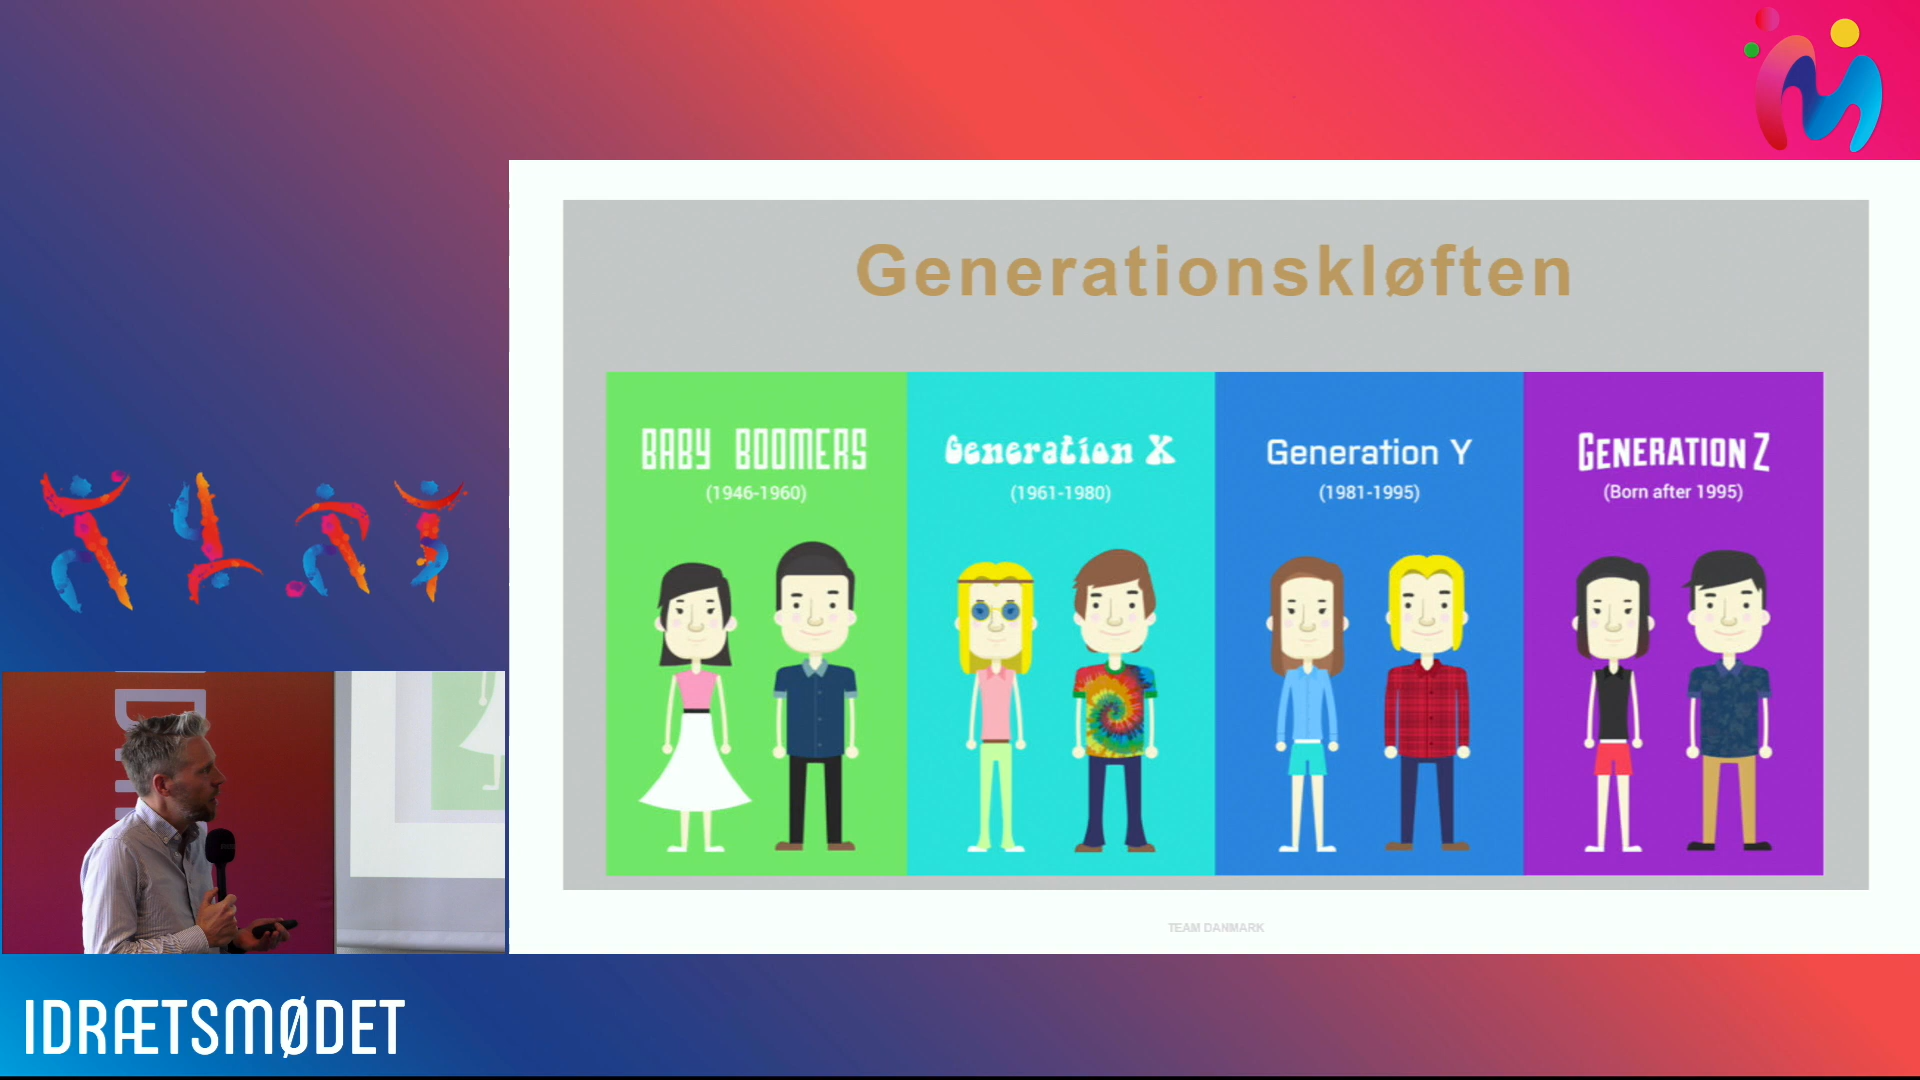 Generationskløften
BABY BOOMERS
(1946-1960)
Generation X
(1961-1980)
Generation Y
(1981-1995)
GENERATION Z
(Born after 1995)
TEAM DANMARK
IDRÆTSMØDET